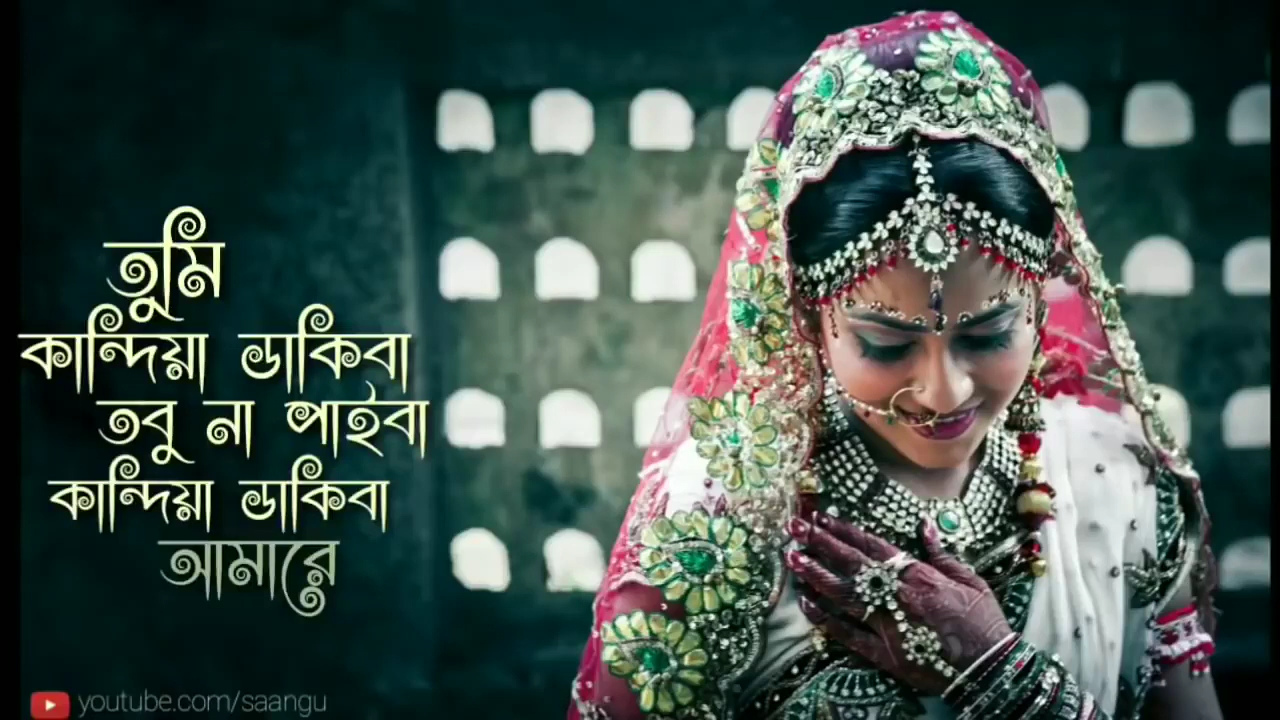 তুমি
কান্দিয়া ডাকিবা
তবু না পাইবা
কান্দিয়া ডাকিবা
আমারে
youtube.com/saangu